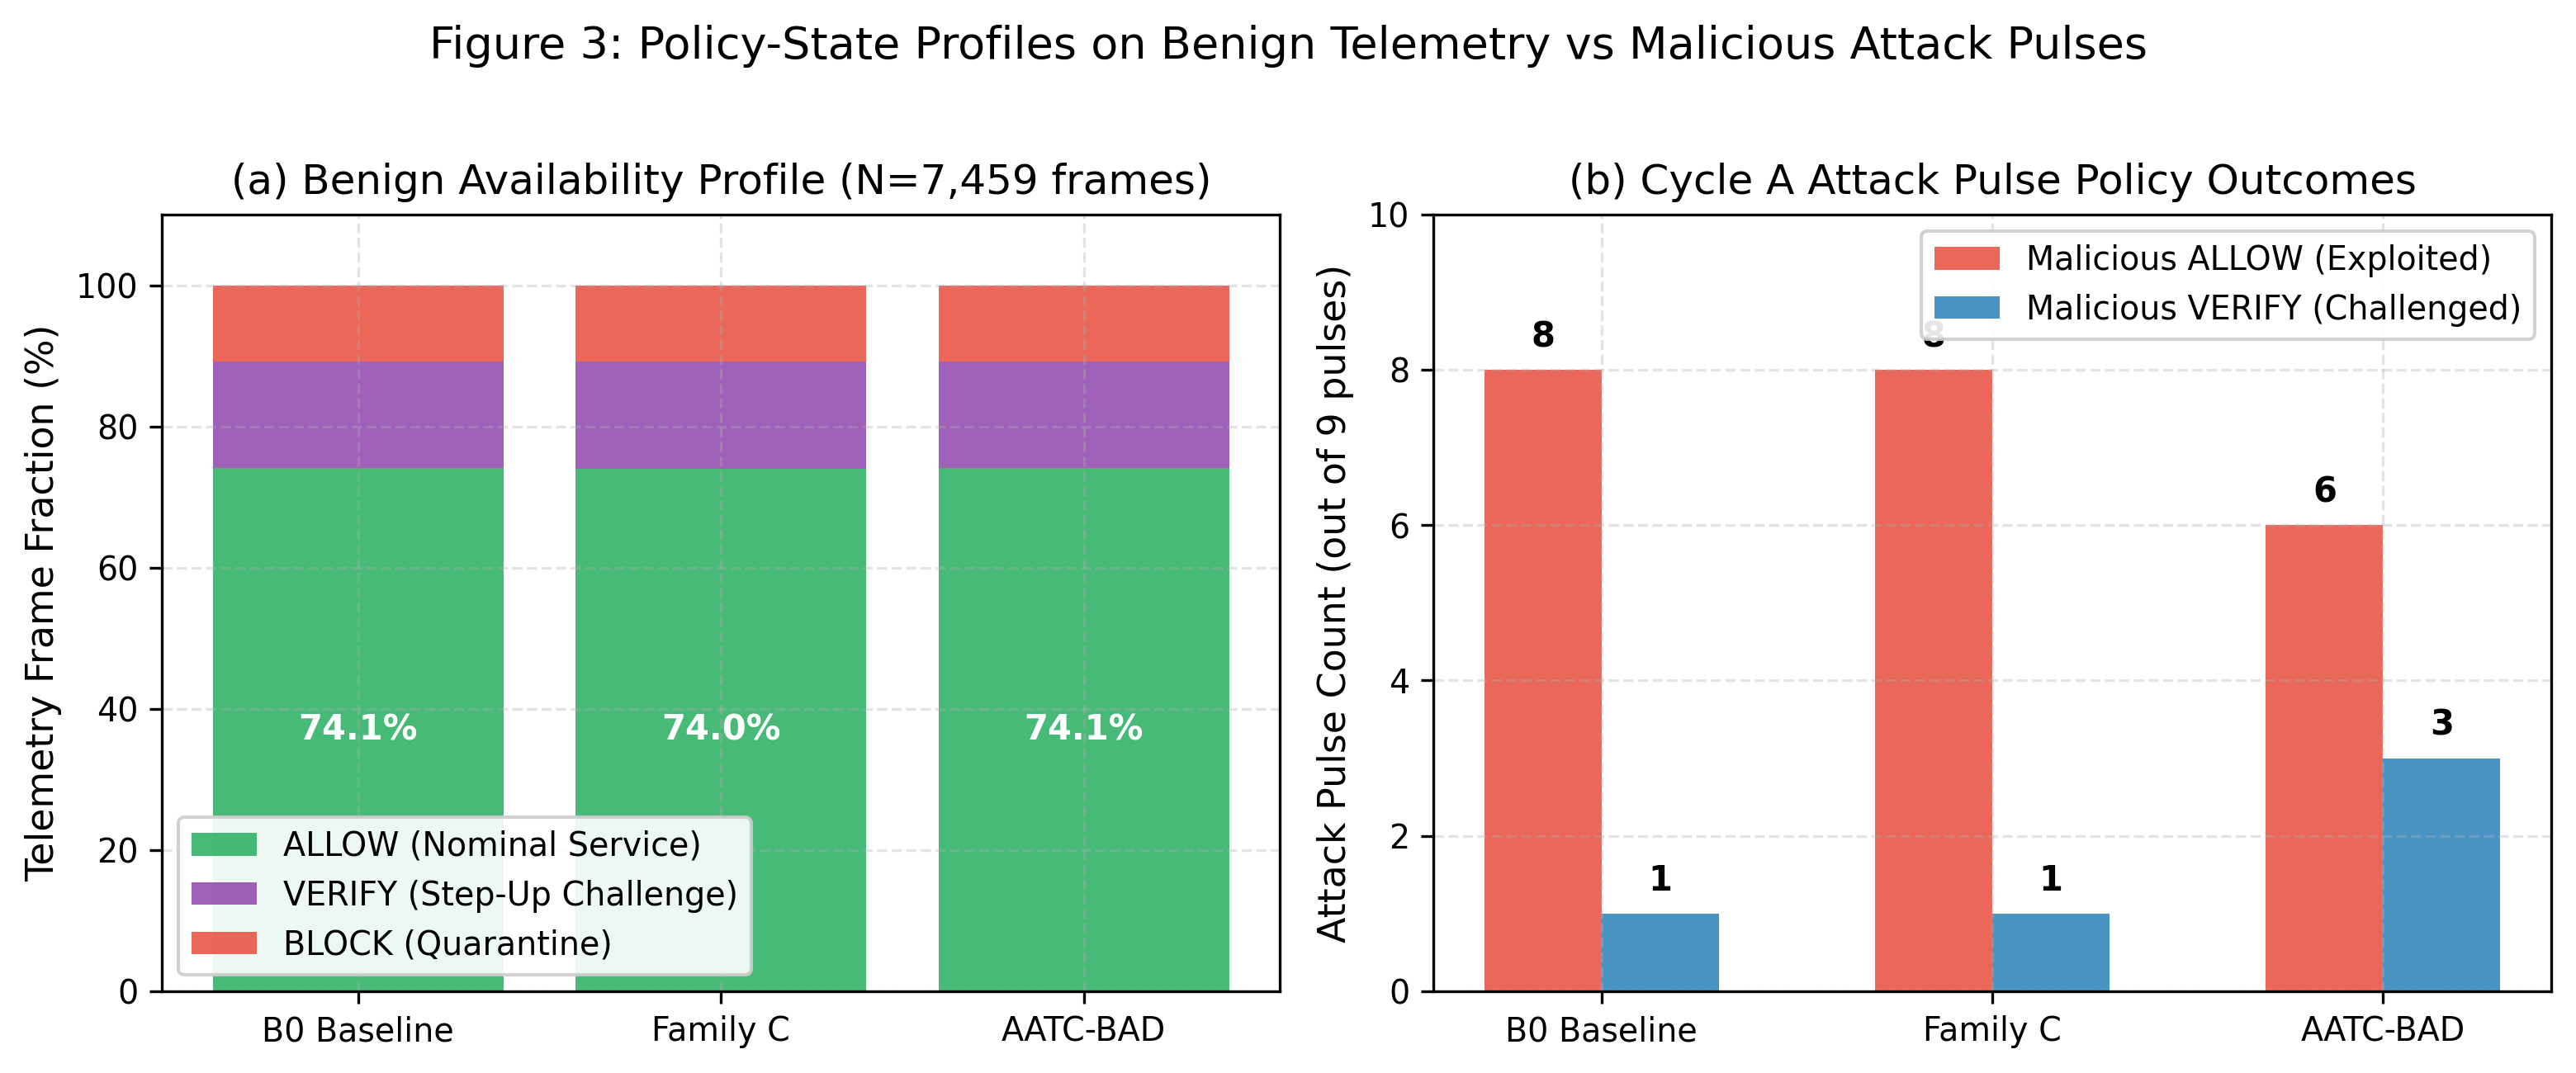 Figure 3: Policy-State Profiles on Benign Telemetry vs Malicious Attack Pulses
(a) Benign Availability Profile (N=7,459 frames)
Telemetry Frame Fraction (%)
100
80
60
40
20
0
74.1%
74.0%
74.1%
ALLOW (Nominal Service)
VERIFY (Step-Up Challenge)
BLOCK (Quarantine)
B0 Baseline
Family C
AATC-BAD
(b) Cycle A Attack Pulse Policy Outcomes
Attack Pulse Count (out of 9 pulses)
10
8
6
4
2
0
Malicious ALLOW (Exploited)
Malicious VERIFY (Challenged)
8
8
6
3
1
1
B0 Baseline
Family C
AATC-BAD